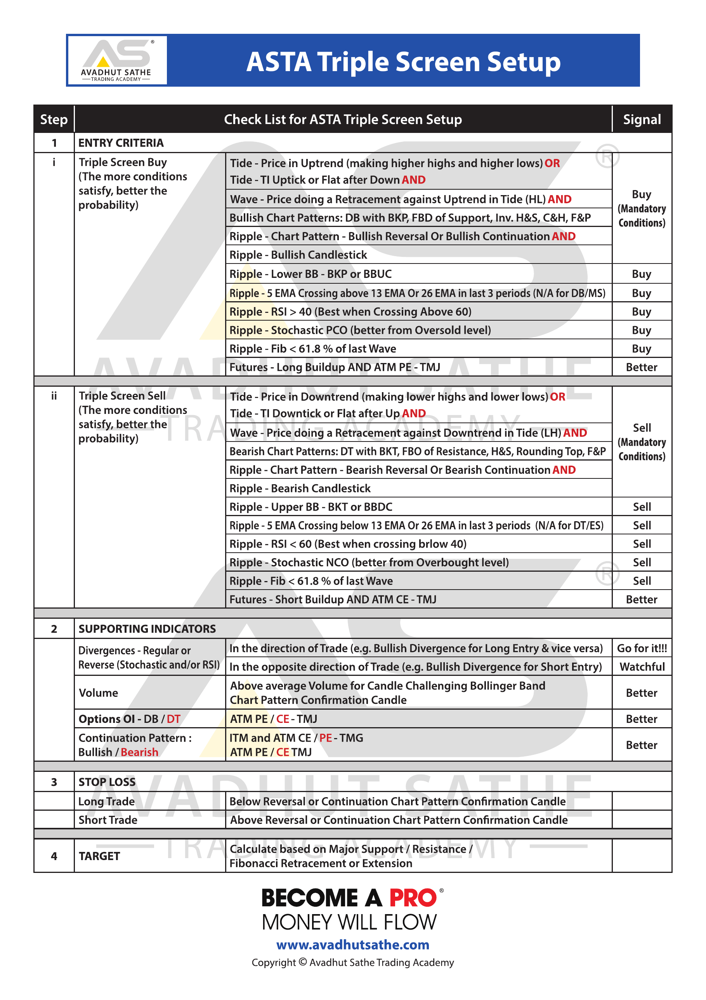 AS ®
AVADHUT SATHE
TRADING ACADEMY
ASTA Triple Screen Setup
Step Check List for ASTA Triple Screen Setup Signal
1 ENTRY CRITERIA
i Triple Screen Buy
(The more conditions
satisfy, better the
probability)
Tide - Price in Uptrend (making higher highs and higher lows) OR
Tide - TI Uptick or Flat after Down AND
Wave - Price doing a Retracement against Uptrend in Tide (HL) AND
Bullish Chart Patterns: DB with BKP, FBD of Support, Inv. H&S, C&H, F&P
Ripple - Chart Pattern - Bullish Reversal Or Bullish Continuation AND
Ripple - Bullish Candlestick
Buy
(Mandatory
Conditions)
Ripple - Lower BB - BKP or BBUC Buy
Ripple - 5 EMA Crossing above 13 EMA Or 26 EMA in last 3 periods (N/A for DB/MS) Buy
Ripple - RSI > 40 (Best when Crossing Above 60) Buy
Ripple - Stochastic PCO (better from Oversold level) Buy
Ripple - Fib < 61.8 % of last Wave Buy
Futures - Long Buildup AND ATM PE - TMJ Better
ii Triple Screen Sell
(The more conditions
satisfy, better the
probability)
Tide - Price in Downtrend (making lower highs and lower lows) OR
Tide - TI Downtick or Flat after Up AND
Wave - Price doing a Retracement against Downtrend in Tide (LH) AND
Bearish Chart Patterns: DT with BKT, FBO of Resistance, H&S, Rounding Top, F&P
Ripple - Chart Pattern - Bearish Reversal Or Bearish Continuation AND
Ripple - Bearish Candlestick
Sell
(Mandatory
Conditions)
Ripple - Upper BB - BKT or BBDC Sell
Ripple - 5 EMA Crossing below 13 EMA Or 26 EMA in last 3 periods (N/A for DT/ES) Sell
Ripple - RSI < 60 (Best when crossing brlow 40) Sell
Ripple - Stochastic NCO (better from Overbought level) Sell
Ripple - Fib < 61.8 % of last Wave Sell
Futures - Short Buildup AND ATM CE - TMJ Better
2 SUPPORTING INDICATORS
Divergences - Regular or
Reverse (Stochastic and/or RSI)
In the direction of Trade (e.g. Bullish Divergence for Long Entry & vice versa) Go for it!!!
In the opposite direction of Trade (e.g. Bullish Divergence for Short Entry) Watchful
Volume
Above average Volume for Candle Challenging Bollinger Band
Chart Pattern Confirmation Candle
Better
Options OI - DB / DT ATM PE / CE - TMJ Better
Continuation Pattern :
Bullish / Bearish
ITM and ATM CE / PE - TMG
ATM PE / CE TMJ
Better
3 STOP LOSS
Long Trade Below Reversal or Continuation Chart Pattern Confirmation Candle
Short Trade Above Reversal or Continuation Chart Pattern Confirmation Candle
4 TARGET
Calculate based on Major Support / Resistance /
Fibonacci Retracement or Extension
AS ®
AVADHUT SATHE
TRADING ACADEMY
AS ®
AVADHUT SATHE
TRADING ACADEMY
BECOME A PRO ®
MONEY WILL FLOW
www.avadhutsathe.com
Copyright © Avadhut Sathe Trading Academy